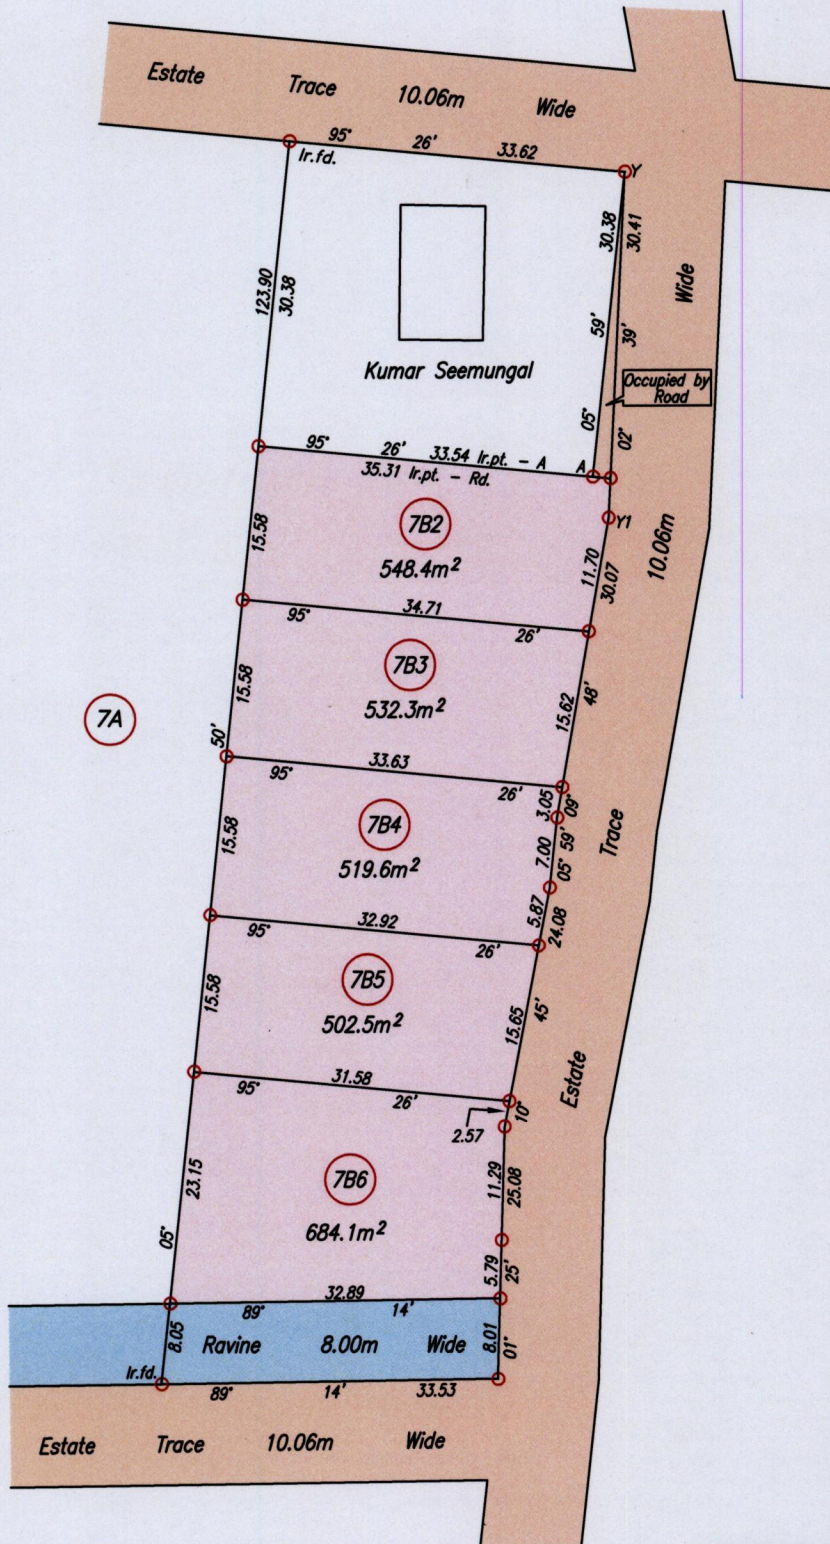 Estate Trace 10.06m Wide
95° 26' 33.62
Ir.fd.
Y
30.38
30.41
Wide
123.90
30.38
59'
39'
Kumar Seemungal
Occupied by
Road
05°
02°
95° 26' 33.54 Ir.pt. - A A
35.31 Ir.pt. - Rd.
7B2
Y1
15.58
10.06m
548.4m²
11.70
30.07
34.71
95° 26'
7B3
15.58
532.3m²
15.62
48'
7A
50'
33.63
95° 26'
3.05
09°
7B4
Trace
15.58
7.00
59'
519.6m²
05°
5.87
24.08
32.92
95° 26'
7B5
15.58
502.5m²
15.65
45'
Estate
31.58
95° 26'
10°
2.57
7B6
23.15
11.29
25.08
684.1m²
05°
5.79
25'
32.89
89° 14'
8.05
Ravine 8.00m Wide
8.01
01°
Ir.fd.
89° 14' 33.53
Estate Trace 10.06m Wide